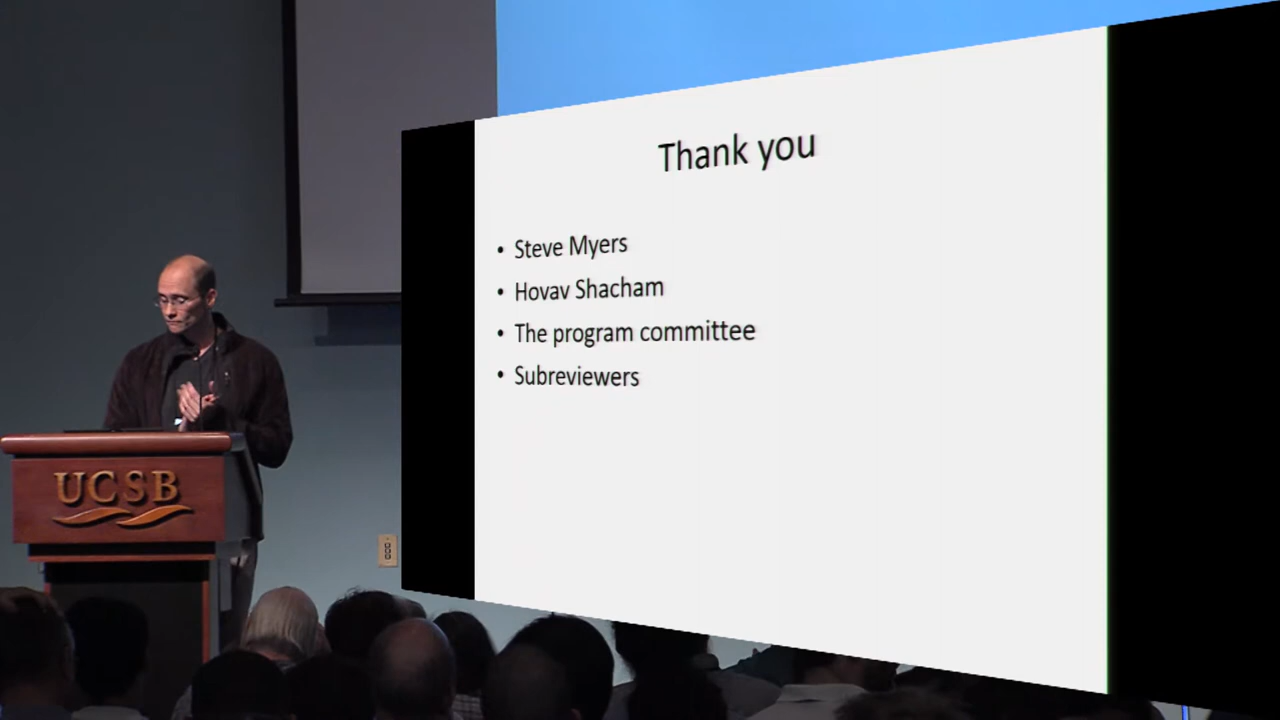 Thank you
• Steve Myers
• Hovav Shacham
• The program committee
• Subreviewers
UCSB